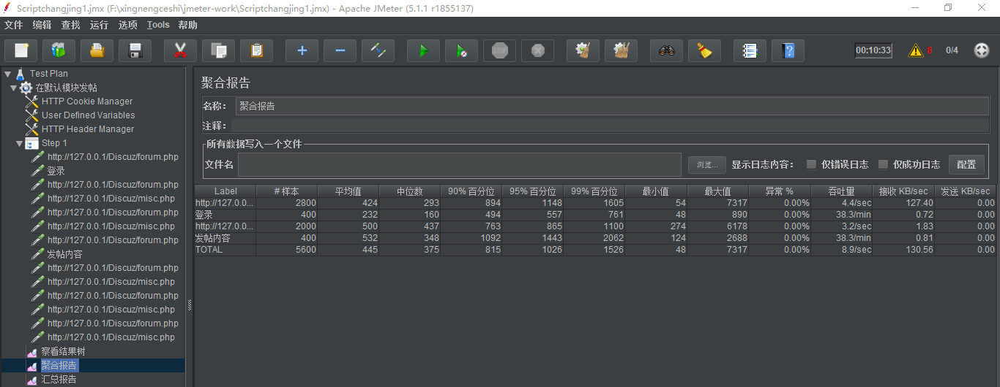 Scriptchangjing1.jmx (F:\xingnengceshi\jmeter-work\Scriptchangjing1.jmx) - Apache JMeter (5.1.1 r1855137)
文件 编辑 查找 运行 选项 Tools 帮助
STOP 00:10:33 8 0/4
Test Plan
在默认模块发帖
HTTP Cookie Manager
User Defined Variables
HTTP Header Manager
Step 1
http://127.0.0.1/Discuz/forum.php
登录
http://127.0.0.1/Discuz/forum.php
http://127.0.0.1/Discuz/misc.php
http://127.0.0.1/Discuz/forum.php
http://127.0.0.1/Discuz/misc.php
http://127.0.0.1/Discuz/forum.php
发帖内容
http://127.0.0.1/Discuz/forum.php
http://127.0.0.1/Discuz/misc.php
http://127.0.0.1/Discuz/forum.php
http://127.0.0.1/Discuz/misc.php
http://127.0.0.1/Discuz/forum.php
http://127.0.0.1/Discuz/misc.php
察看结果树
聚合报告
汇总报告
聚合报告
名称： 聚合报告
注释：
所有数据写入一个文件
文件名 浏览... 显示日志内容： 仅错误日志 仅成功日志 配置
Label # 样本 平均值 中位数 90% 百分位 95% 百分位 99% 百分位 最小值 最大值 异常 % 吞吐量 接收 KB/sec 发送 KB/sec
http://127.0.0... 2800 424 293 894 1148 1605 54 7317 0.00% 4.4/sec 127.40 0.00
登录 400 232 160 494 557 761 48 890 0.00% 38.3/min 0.72 0.00
http://127.0.0... 2000 500 437 763 865 1100 274 6178 0.00% 3.2/sec 1.83 0.00
发帖内容 400 532 348 1092 1443 2062 124 2688 0.00% 38.3/min 0.81 0.00
TOTAL 5600 445 375 815 1026 1526 48 7317 0.00% 8.9/sec 130.56 0.00